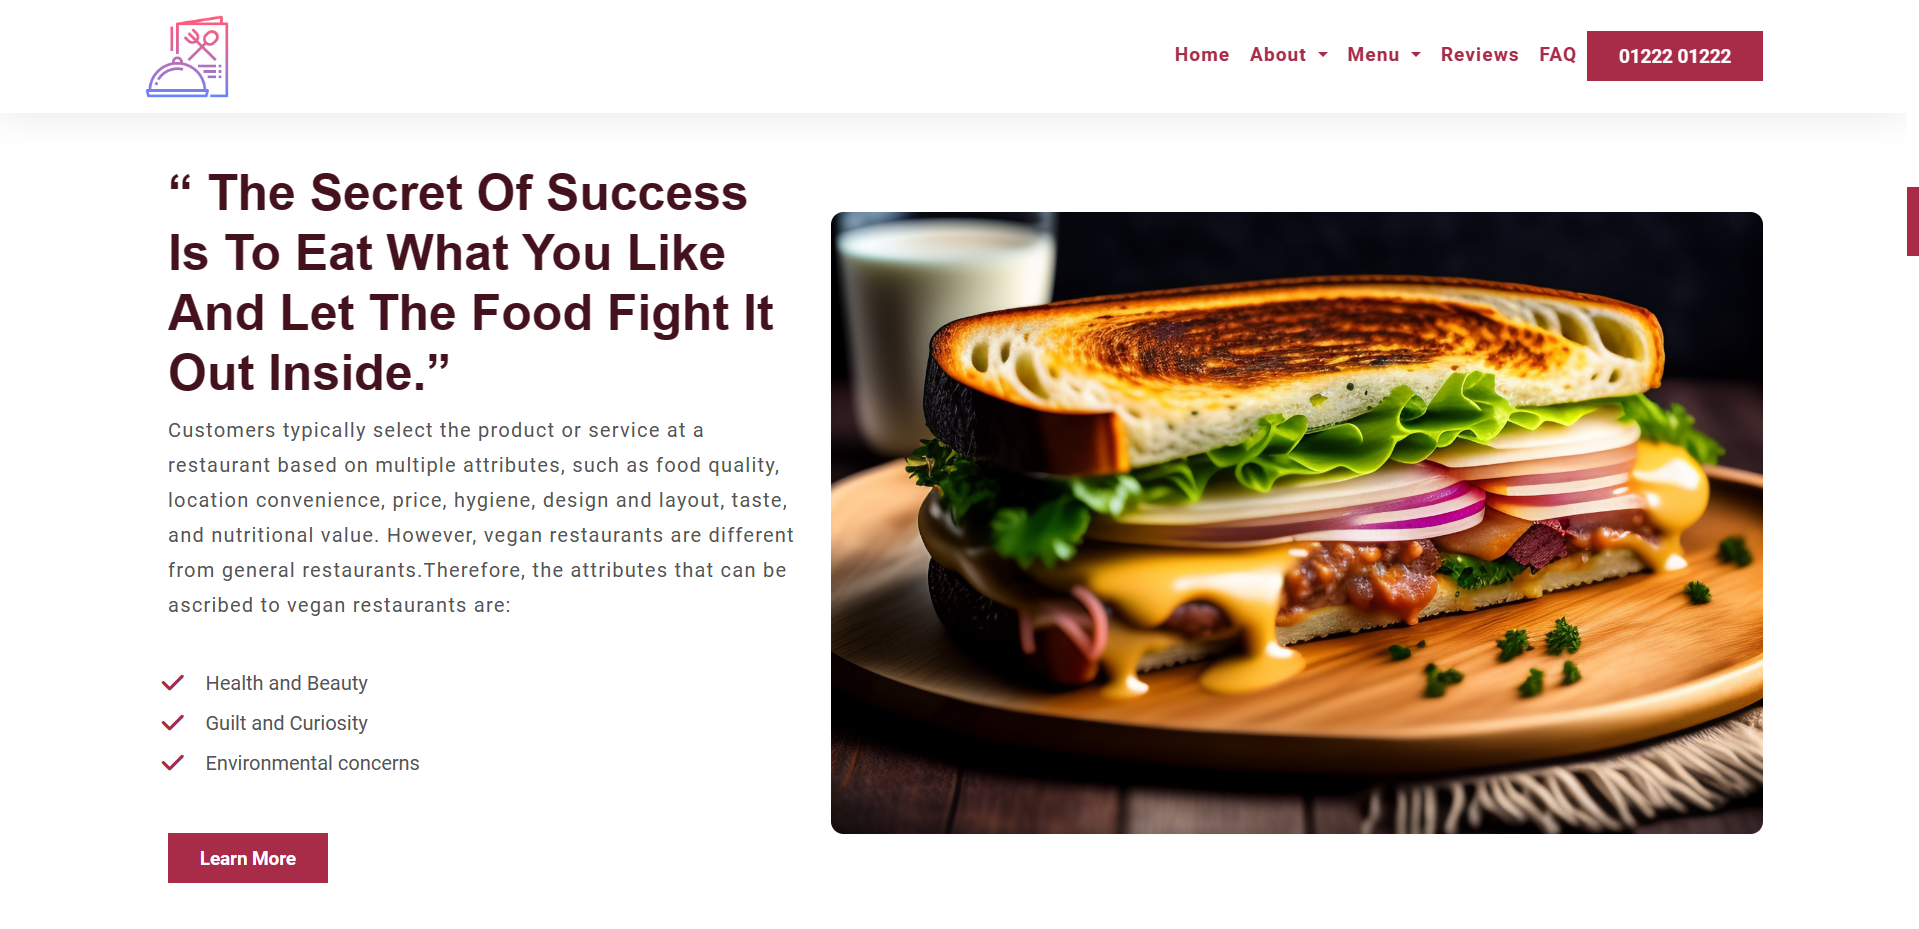 Home About Menu Reviews FAQ 01222 01222
“ The Secret Of Success
Is To Eat What You Like
And Let The Food Fight It
Out Inside.”
Customers typically select the product or service at a
restaurant based on multiple attributes, such as food quality,
location convenience, price, hygiene, design and layout, taste,
and nutritional value. However, vegan restaurants are different
from general restaurants.Therefore, the attributes that can be
ascribed to vegan restaurants are:
Health and Beauty
Guilt and Curiosity
Environmental concerns
Learn More